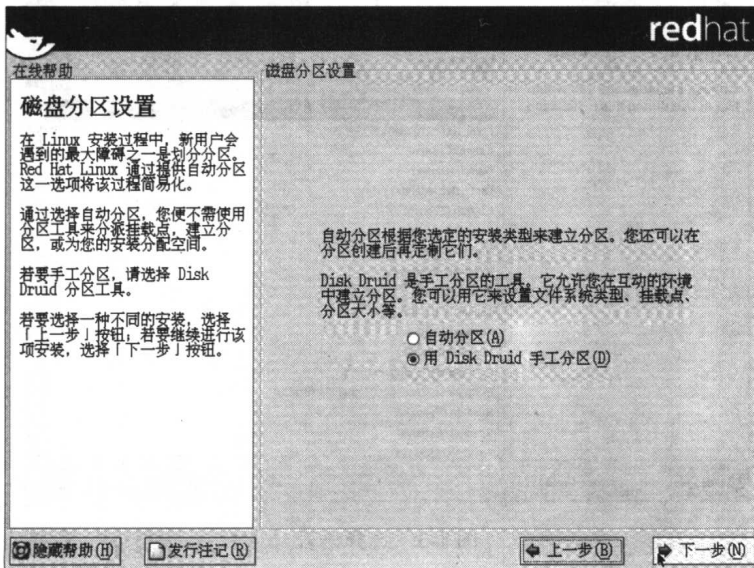 redhat
在线帮助
磁盘分区设置
磁盘分区设置
在 Linux 安装过程中，新用户会
遇到的最大障碍之一是划分分区。
Red Hat Linux 通过提供自动分区
这一选项将该过程简易化。
通过选择自动分区，您便不需使用
分区工具来分派挂载点，建立分
区，或为您的安装分配空间。
若要手工分区，请选择 Disk
Druid 分区工具。
若要选择一种不同的安装，选择
「上一步」按钮，若要继续进行该
项安装，选择「下一步」按钮。
自动分区根据您选定的安装类型来建立分区。您还可以在
分区创建后再定制它们。
Disk Druid 是手工分区的工具。它允许您在互动的环境
中建立分区。您可以用它来设置文件系统类型、挂载点、
分区大小等。
自动分区(A)
用 Disk Druid 手工分区(D)
隐藏帮助(H)
发行注记(R)
上一步(B)
下一步(N)